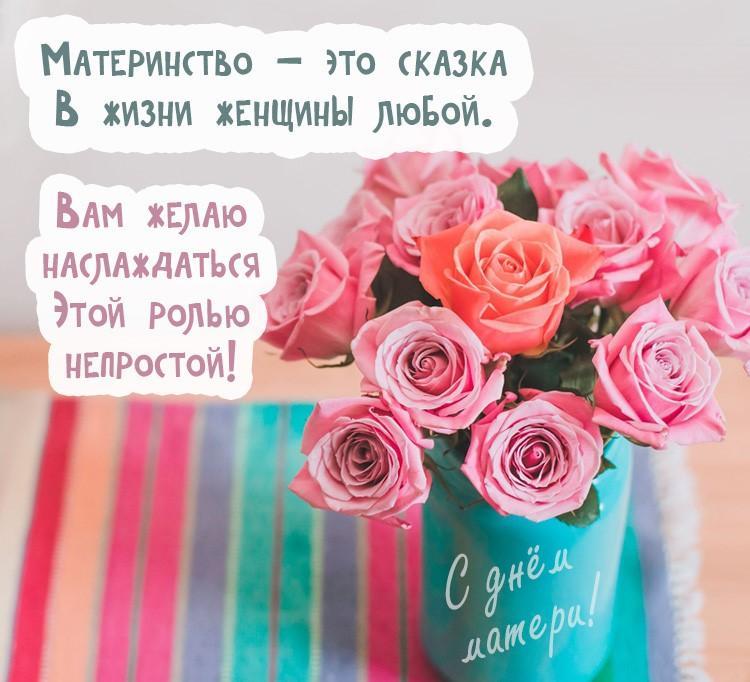 Материнство – это сказка
В жизни женщины любой.
Вам желаю
наслаждаться
Этой ролью
непростой!
С днём
матери!